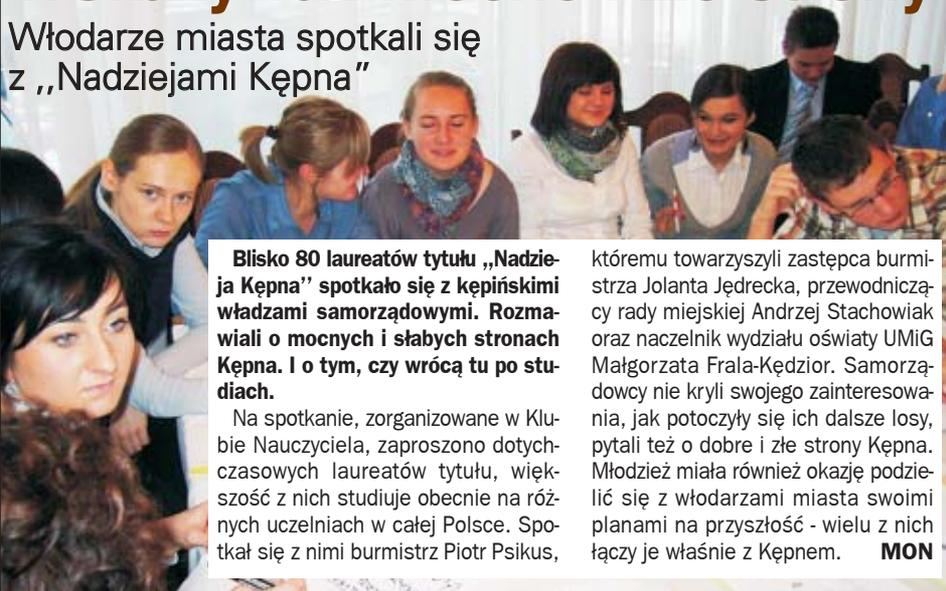 Włodarze miasta spotkali się
z ,,Nadziejami Kępna”
Blisko 80 laureatów tytułu ,,Nadzie-
ja Kępna’’ spotkało się z kępińskimi
władzami samorządowymi. Rozma-
wiali o mocnych i słabych stronach
Kępna. I o tym, czy wrócą tu po stu-
diach.
Na spotkanie, zorganizowane w Klu-
bie Nauczyciela, zaproszono dotych-
czasowych laureatów tytułu, więk-
szość z nich studiuje obecnie na róż-
nych uczelniach w całej Polsce. Spo-
tkał się z nimi burmistrz Piotr Psikus,
któremu towarzyszyli zastępca burmi-
strza Jolanta Jędrecka, przewodniczą-
cy rady miejskiej Andrzej Stachowiak
oraz naczelnik wydziału oświaty UMiG
Małgorzata Frala-Kędzior. Samorzą-
dowcy nie kryli swojego zainteresowa-
nia, jak potoczyły się ich dalsze losy,
pytali też o dobre i złe strony Kępna.
Młodzież miała również okazję podzie-
lić się z włodarzami miasta swoimi
planami na przyszłość - wielu z nich
łączy je właśnie z Kępnem. MON